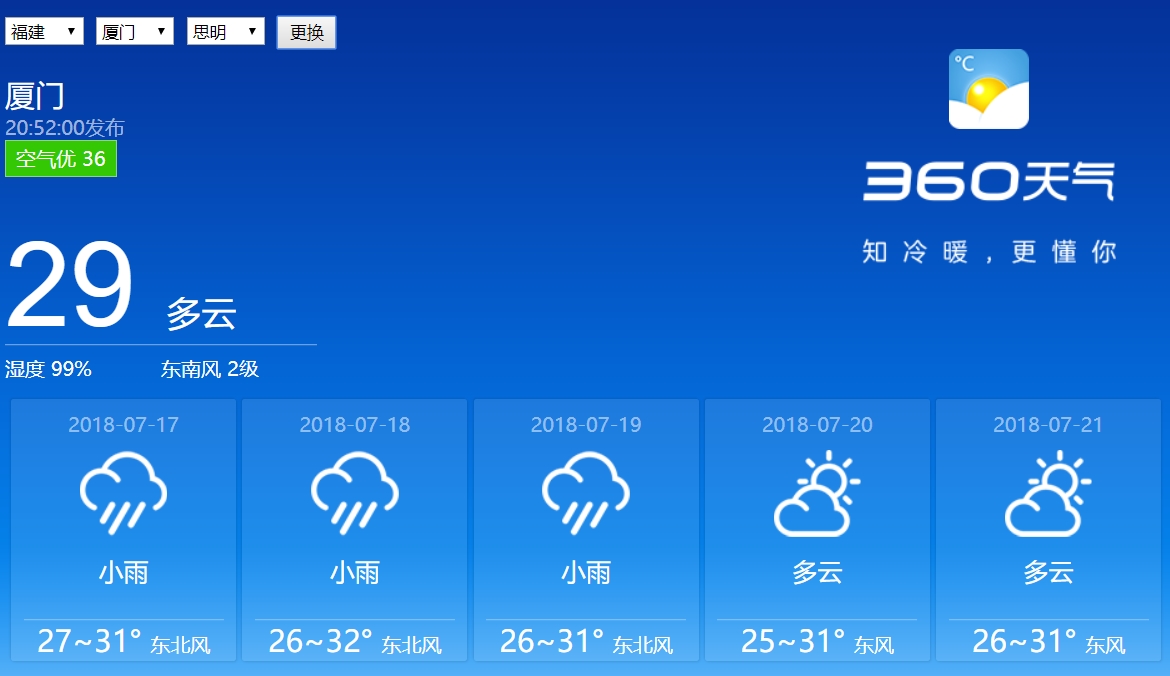 福建 厦门 思明 更换
℃
厦门
20:52:00发布
空气优 36
360天气
知冷暖，更懂你
29 多云
湿度 99% 东南风 2级
2018-07-17 2018-07-18 2018-07-19 2018-07-20 2018-07-21
小雨 小雨 小雨 多云 多云
27~31° 东北风 26~32° 东北风 26~31° 东北风 25~31° 东风 26~31° 东风